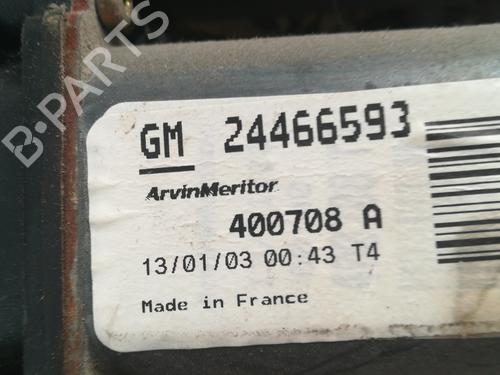 B-PARTS
GM 24466593
ArvinMeritor
400708 A
13/01/03 00:43 T4
Made in France